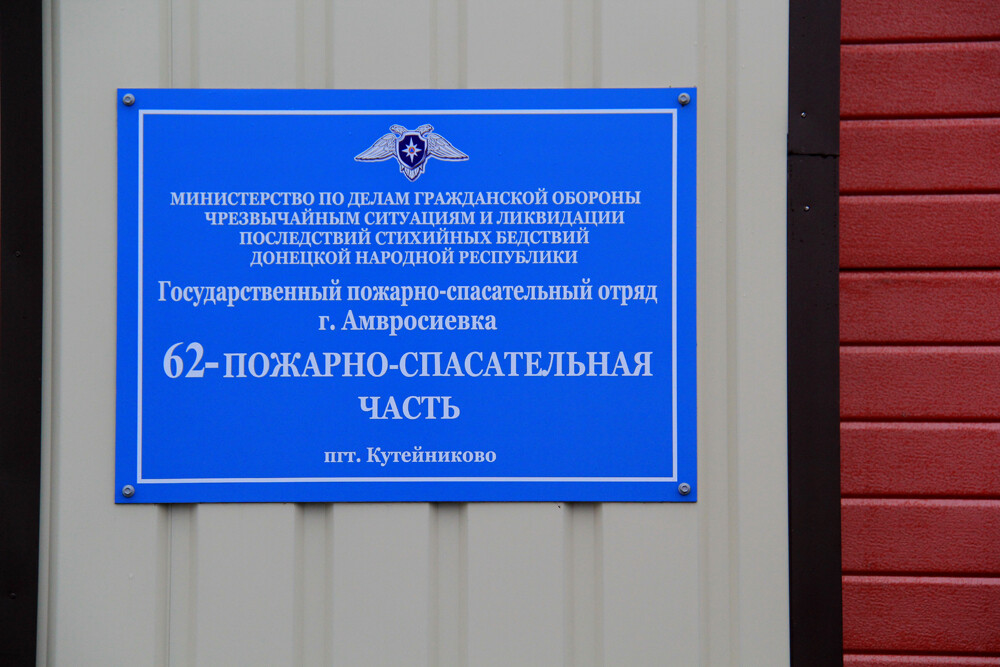 МИНИСТЕРСТВО ПО ДЕЛАМ ГРАЖДАНСКОЙ ОБОРОНЫ
ЧРЕЗВЫЧАЙНЫМ СИТУАЦИЯМ И ЛИКВИДАЦИИ
ПОСЛЕДСТВИЙ СТИХИЙНЫХ БЕДСТВИЙ
ДОНЕЦКОЙ НАРОДНОЙ РЕСПУБЛИКИ
Государственный пожарно-спасательный отряд
г. Амвросиевка
62-ПОЖАРНО-СПАСАТЕЛЬНАЯ
ЧАСТЬ
пгт. Кутейниково